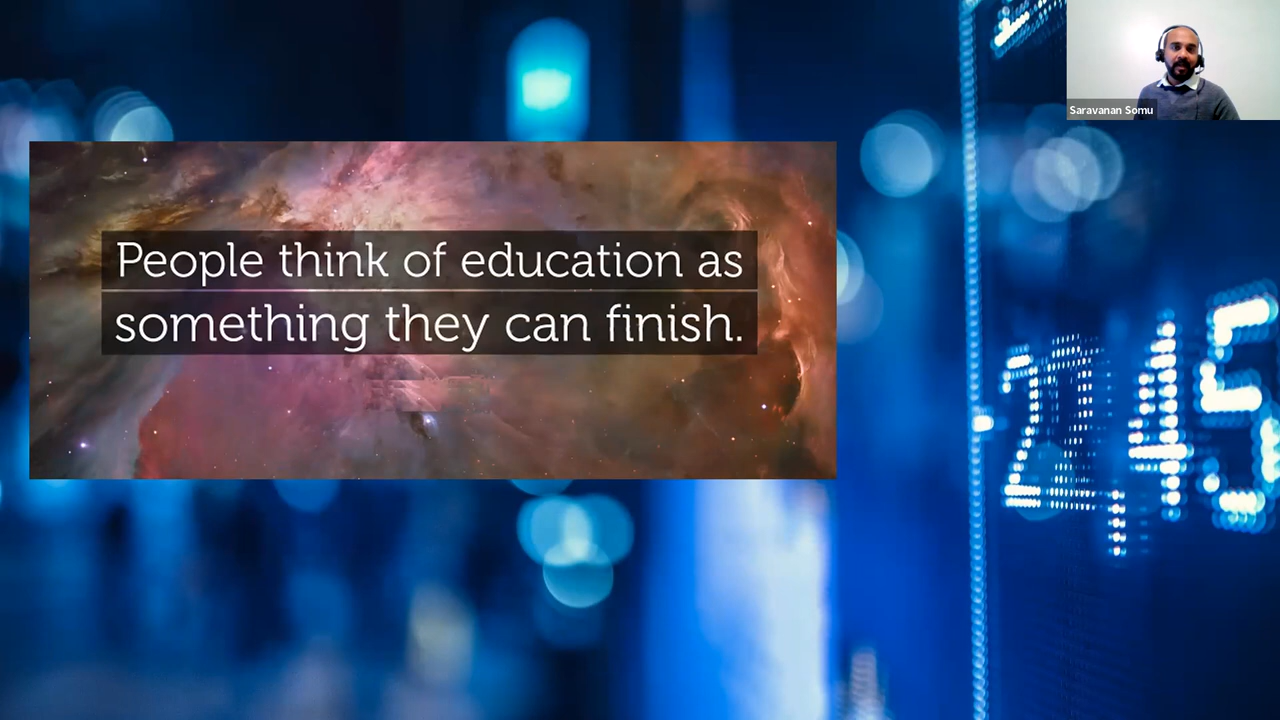 Saravanan Somu
People think of education as
something they can finish.